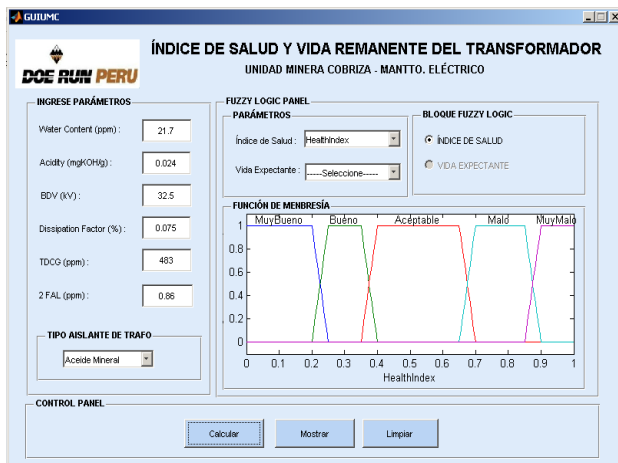 GUIUMC
DOE RUN PERU
ÍNDICE DE SALUD Y VIDA REMANENTE DEL TRANSFORMADOR
UNIDAD MINERA COBRIZA - MANTTO. ELÉCTRICO
INGRESE PARÁMETROS
Water Content (ppm) : 21.7
Acidity (mgKOH/g) : 0.024
BDV (kV) : 32.5
Dissipation Factor (%) : 0.075
TDCG (ppm) : 483
2 FAL (ppm) : 0.86
TIPO AISLANTE DE TRAFO
Aceide Mineral
FUZZY LOGIC PANEL
PARÁMETROS
Índice de Salud : HealthIndex
Vida Expectante : -----Seleccione-----
BLOQUE FUZZY LOGIC
ÍNDICE DE SALUD
VIDA EXPECTANTE
FUNCIÓN DE MENBRESÍA
MuyBueno Bueno Aceptable Malo MuyMalo
1
0.8
0.6
0.4
0.2
0
0 0.1 0.2 0.3 0.4 0.5 0.6 0.7 0.8 0.9 1
HealthIndex
CONTROL PANEL
Calcular Mostrar Limpiar